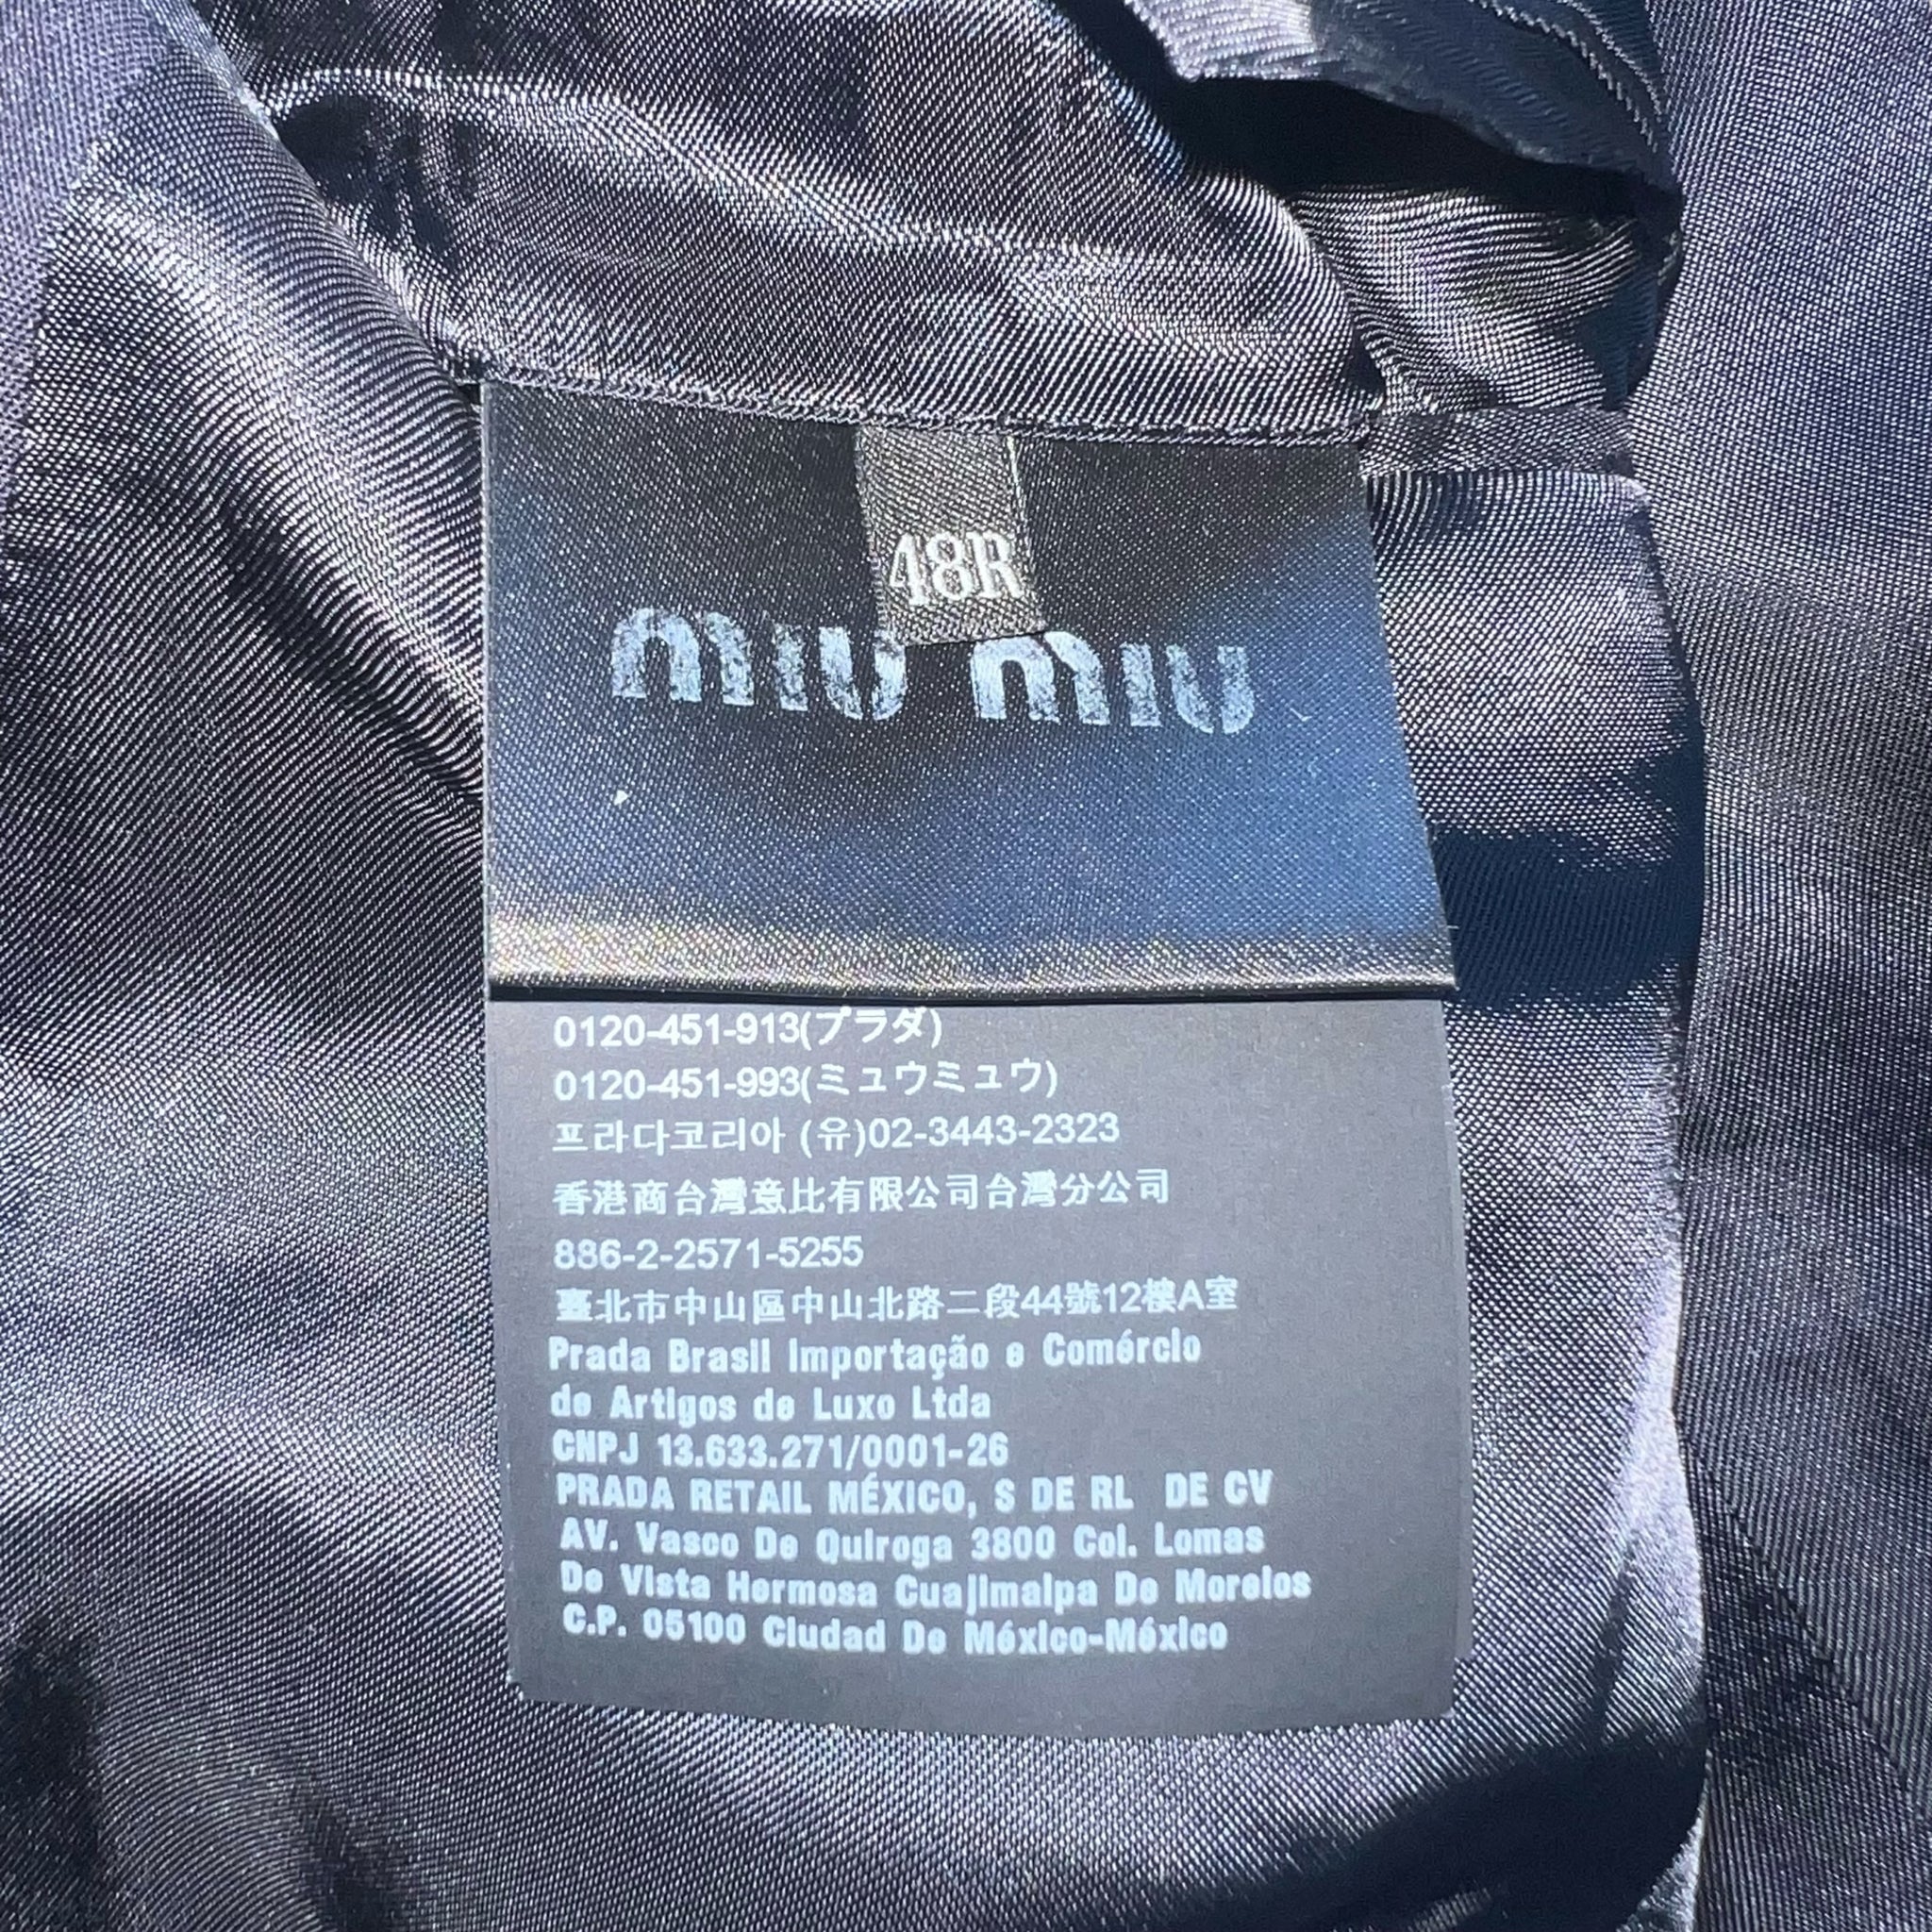 48R
miu miu
0120-451-913(プラダ)
0120-451-993(ミュウミュウ)
프라다코리아 (유)02-3443-2323
香港商台灣意比有限公司台灣分公司
886-2-2571-5255
臺北市中山區中山北路二段44號12樓A室
Prada Brasil Importação e Comércio
de Artigos de Luxo Ltda
CNPJ 13.633.271/0001-26
PRADA RETAIL MÉXICO, S DE RL DE CV
AV. Vasco De Quiroga 3800 Col. Lomas
De Vista Hermosa Cuajimalpa De Morelos
C.P. 05100 Ciudad De México-México